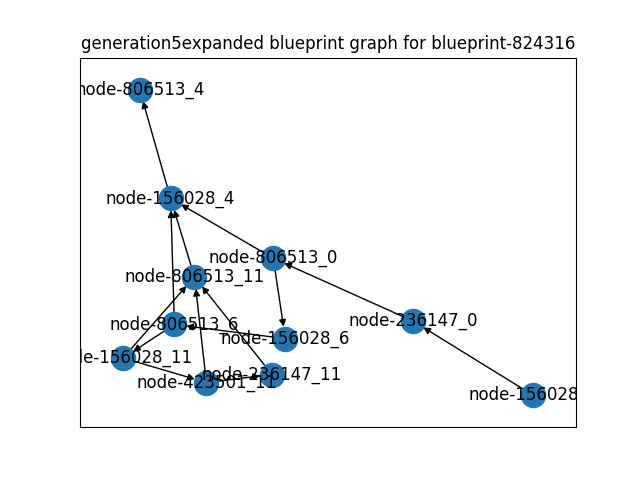 generation5expanded blueprint graph for blueprint-824316
node-806513_4
node-156028_4
node-806513_0
node-806513_11
node-236147_0
node-806513_6
node-156028_6
de-156028_11
node-236147_11
node-423501_11
node-156028